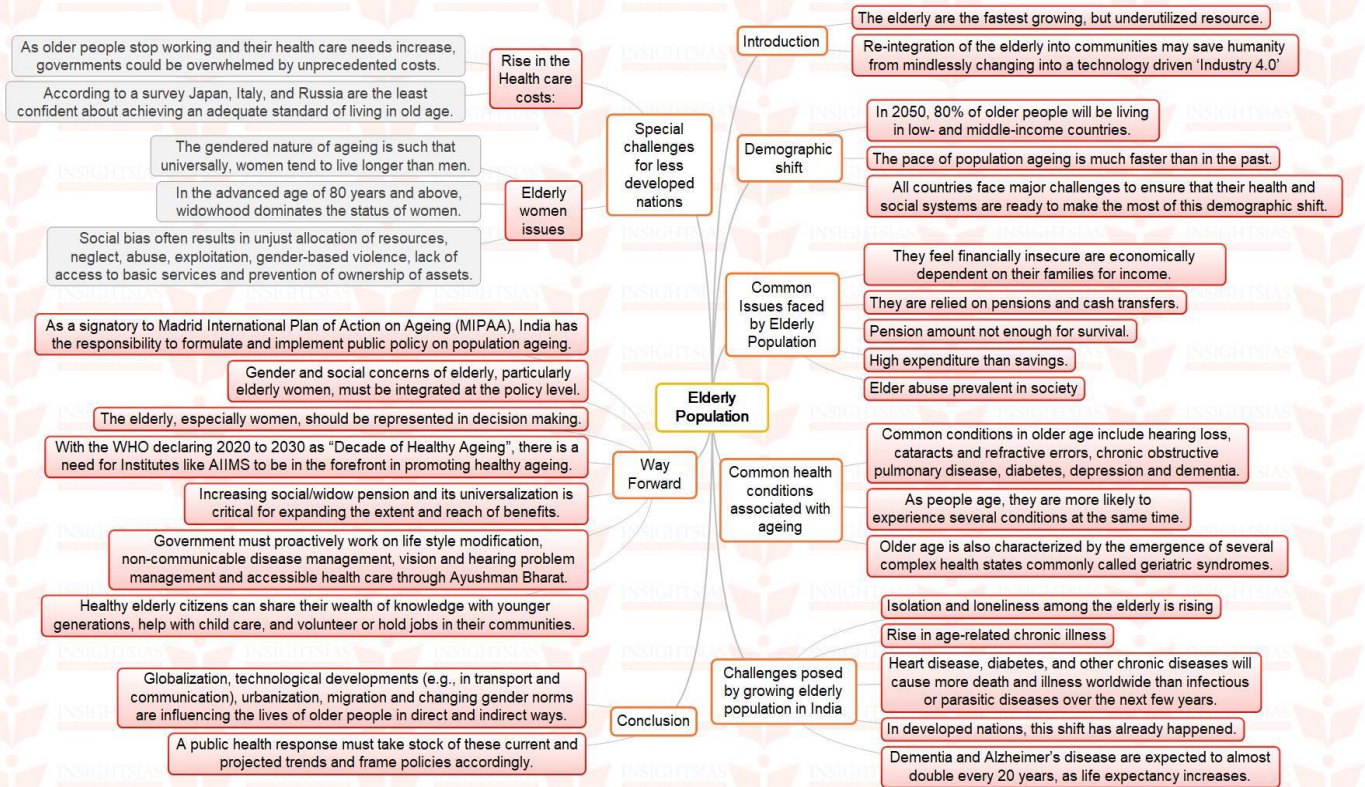 Elderly
Population
Introduction
The elderly are the fastest growing, but underutilized resource.
Re-integration of the elderly into communities may save humanity
from mindlessly changing into a technology driven ‘Industry 4.0’
Demographic
shift
In 2050, 80% of older people will be living
in low- and middle-income countries.
The pace of population ageing is much faster than in the past.
All countries face major challenges to ensure that their health and
social systems are ready to make the most of this demographic shift.
Common
Issues faced
by Elderly
Population
They feel financially insecure are economically
dependent on their families for income.
They are relied on pensions and cash transfers.
Pension amount not enough for survival.
High expenditure than savings.
Elder abuse prevalent in society
Common health
conditions
associated with
ageing
Common conditions in older age include hearing loss,
cataracts and refractive errors, chronic obstructive
pulmonary disease, diabetes, depression and dementia.
As people age, they are more likely to
experience several conditions at the same time.
Older age is also characterized by the emergence of several
complex health states commonly called geriatric syndromes.
Challenges posed
by growing elderly
population in India
Isolation and loneliness among the elderly is rising
Rise in age-related chronic illness
Heart disease, diabetes, and other chronic diseases will
cause more death and illness worldwide than infectious
or parasitic diseases over the next few years.
In developed nations, this shift has already happened.
Dementia and Alzheimer’s disease are expected to almost
double every 20 years, as life expectancy increases.
Special
challenges
for less
developed
nations
Rise in the
Health care
costs:
As older people stop working and their health care needs increase,
governments could be overwhelmed by unprecedented costs.
According to a survey Japan, Italy, and Russia are the least
confident about achieving an adequate standard of living in old age.
Elderly
women
issues
The gendered nature of ageing is such that
universally, women tend to live longer than men.
In the advanced age of 80 years and above,
widowhood dominates the status of women.
Social bias often results in unjust allocation of resources,
neglect, abuse, exploitation, gender-based violence, lack of
access to basic services and prevention of ownership of assets.
Way
Forward
As a signatory to Madrid International Plan of Action on Ageing (MIPAA), India has
the responsibility to formulate and implement public policy on population ageing.
Gender and social concerns of elderly, particularly
elderly women, must be integrated at the policy level.
The elderly, especially women, should be represented in decision making.
With the WHO declaring 2020 to 2030 as “Decade of Healthy Ageing”, there is a
need for Institutes like AIIMS to be in the forefront in promoting healthy ageing.
Increasing social/widow pension and its universalization is
critical for expanding the extent and reach of benefits.
Government must proactively work on life style modification,
non-communicable disease management, vision and hearing problem
management and accessible health care through Ayushman Bharat.
Healthy elderly citizens can share their wealth of knowledge with younger
generations, help with child care, and volunteer or hold jobs in their communities.
Conclusion
Globalization, technological developments (e.g., in transport and
communication), urbanization, migration and changing gender norms
are influencing the lives of older people in direct and indirect ways.
A public health response must take stock of these current and
projected trends and frame policies accordingly.
INSIGHTSIAS